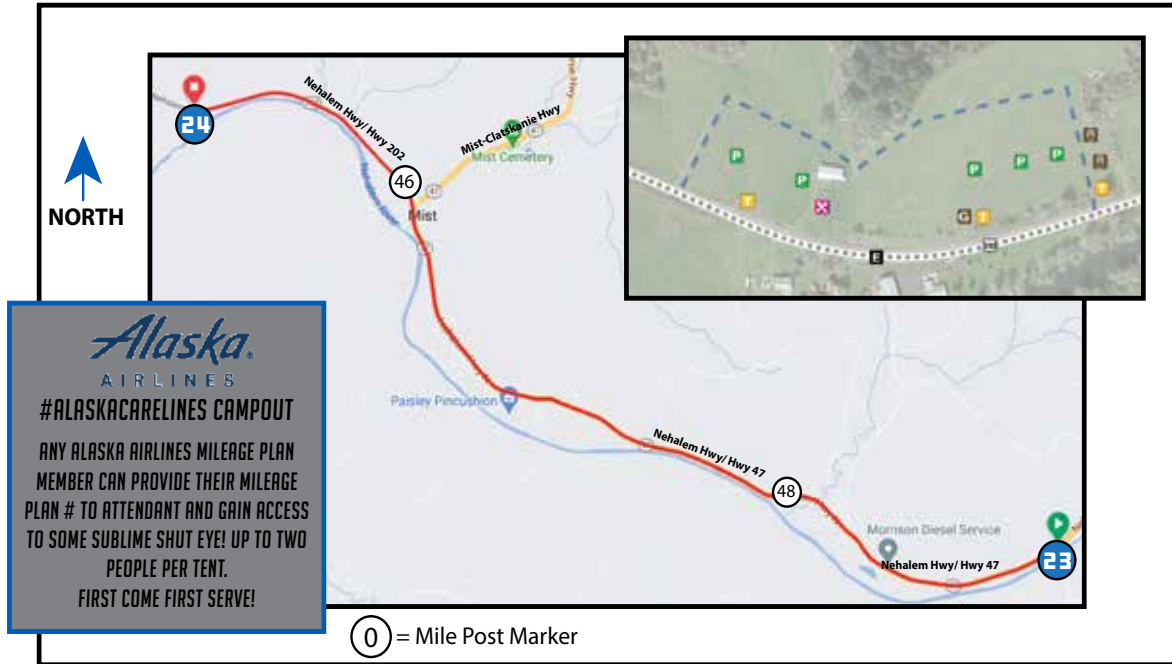 24
Nehalem Hwy/ Hwy 202
Mist-Clatskanie Hwy
Mist Cemetery
46
47
Mist
Nehalem River
NORTH
P
P
P
P
P
T
T
T
G
E
Alaska.
AIRLINES
#ALASKACARELINES CAMPOUT
ANY ALASKA AIRLINES MILEAGE PLAN
MEMBER CAN PROVIDE THEIR MILEAGE
PLAN # TO ATTENDANT AND GAIN ACCESS
TO SOME SUBLIME SHUT EYE! UP TO TWO
PEOPLE PER TENT.
FIRST COME FIRST SERVE!
Paisley Pincushion
Nehalem Hwy/ Hwy 47
48
Morrison Diesel Service
Nehalem Hwy/ Hwy 47
23
0 = Mile Post Marker